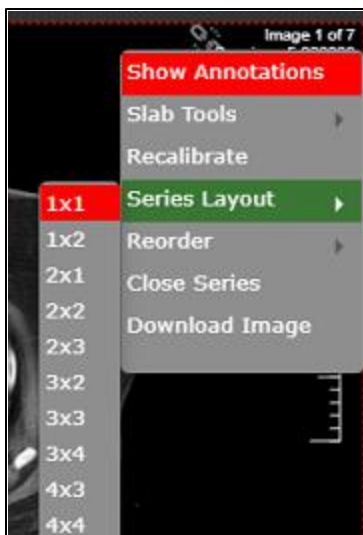 Image 1 of 7
Show Annotations
Slab Tools
Recalibrate
Series Layout
Reorder
Close Series
Download Image
1x1
1x2
2x1
2x2
2x3
3x2
3x3
3x4
4x3
4x4